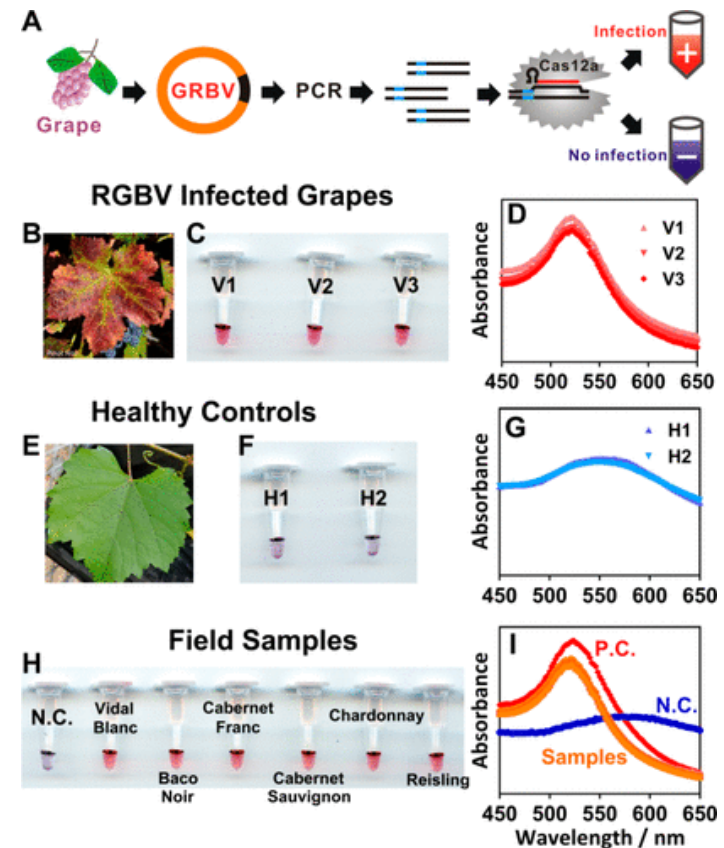 A
Grape
GRBV
PCR
Cas12a
Infection
+
No infection
−
RGBV Infected Grapes
B
C
V1
V2
V3
D
V1
V2
V3
Absorbance
450 500 550 600 650
Healthy Controls
E
F
H1
H2
G
H1
H2
Absorbance
450 500 550 600 650
Field Samples
H
N.C.
Vidal
Blanc
Baco
Noir
Cabernet
Franc
Cabernet
Sauvignon
Chardonnay
Reisling
I
P.C.
N.C.
Samples
Absorbance
450 500 550 600 650
Wavelength / nm